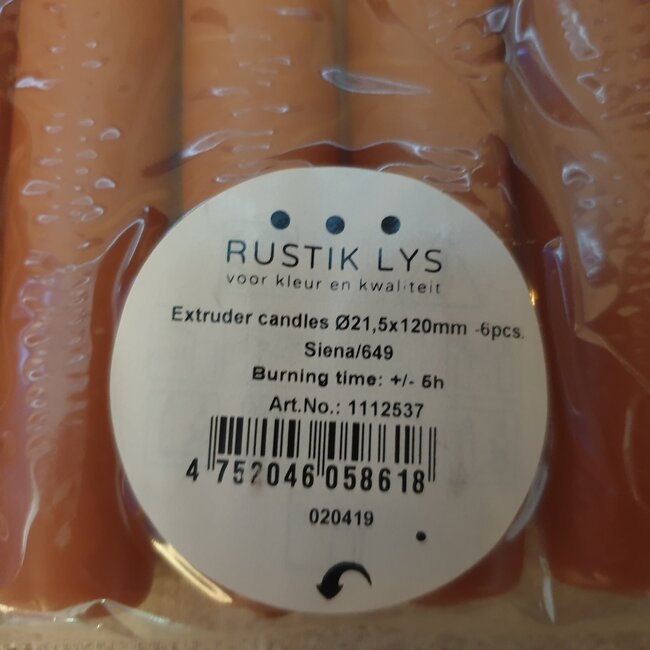 RUSTIK LYS
voor kleur en kwaliteit
Extruder candles Ø21,5x120mm -6pcs.
Siena/649
Burning time: +/- 5h
Art.No.: 1112537
4 752046 058618
020419